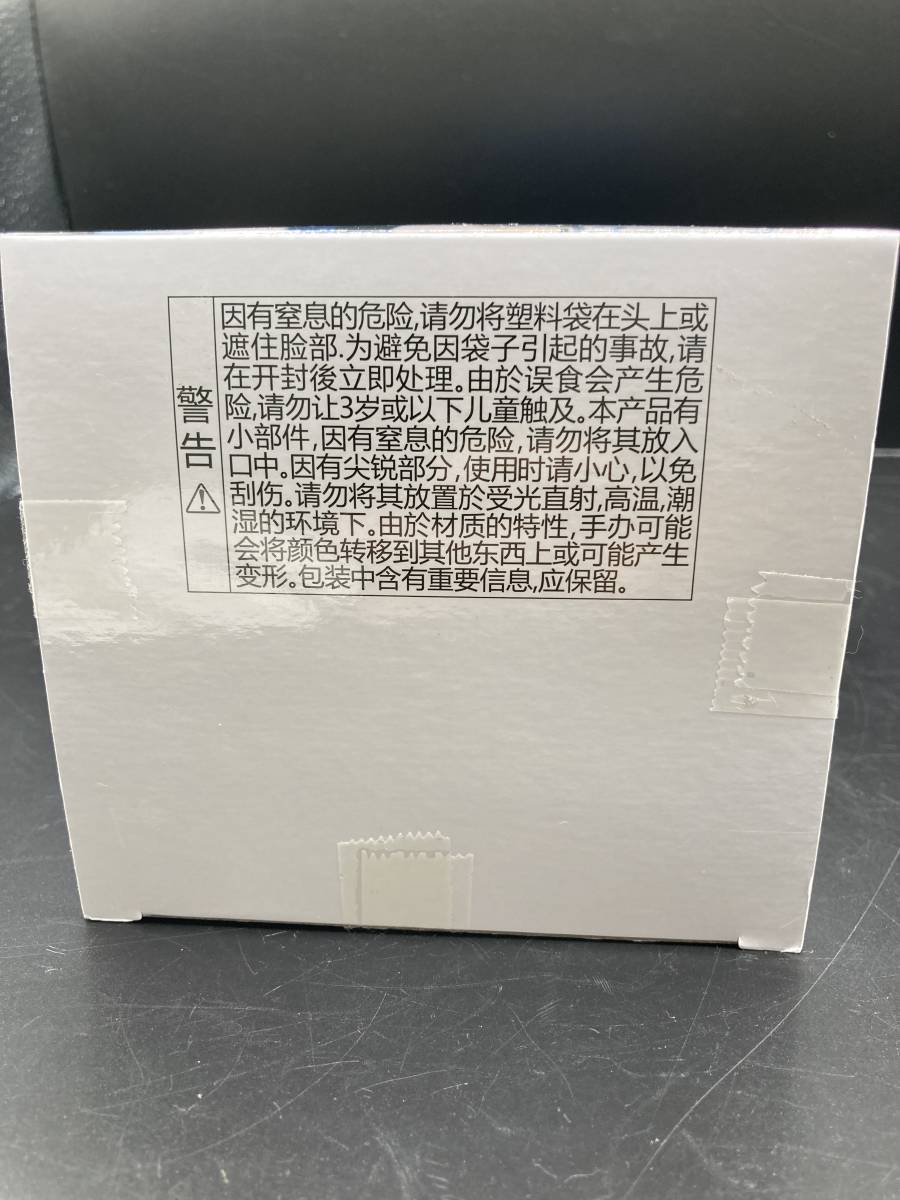 警告
因有窒息的危险,请勿将塑料袋在头上或
遮住脸部.为避免因袋子引起的事故,请
在开封後立即处理。由於误食会产生危
险,请勿让3岁或以下儿童触及。本产品有
小部件,因有窒息的危险,请勿将其放入
口中。因有尖锐部分,使用时请小心,以免
刮伤。请勿将其放置於受光直射,高温,潮
湿的环境下。由於材质的特性,手办可能
会将颜色转移到其他东西上或可能产生
变形。包装中含有重要信息,应保留。